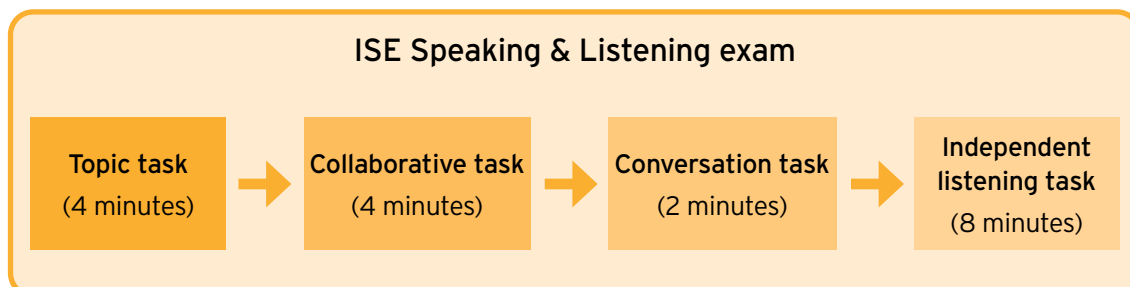 ISE Speaking & Listening exam
Topic task
(4 minutes)
Collaborative task
(4 minutes)
Conversation task
(2 minutes)
Independent
listening task
(8 minutes)